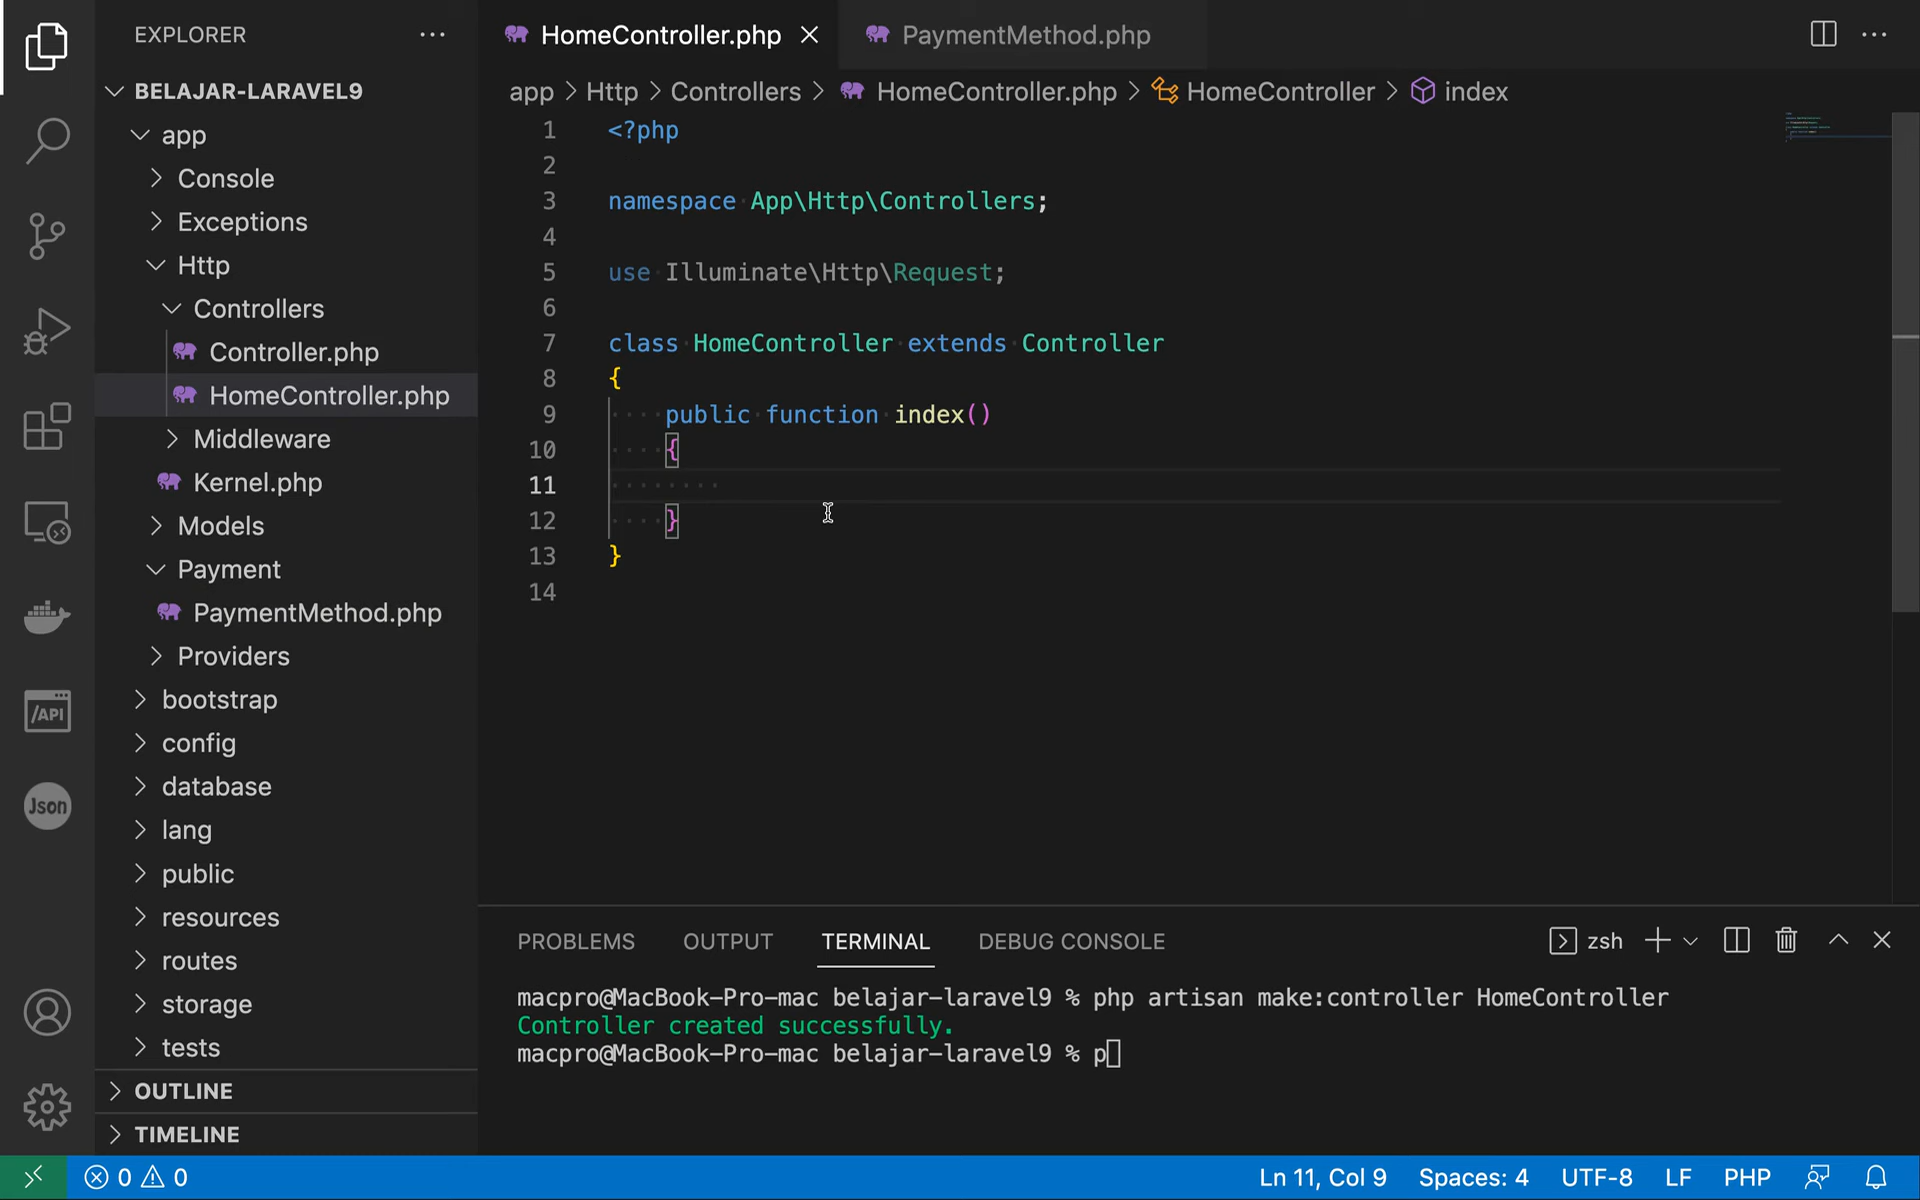 EXPLORER
BELAJAR-LARAVEL9
app
Console
Exceptions
Http
Controllers
Controller.php
HomeController.php
Middleware
Kernel.php
Models
Payment
PaymentMethod.php
Providers
bootstrap
config
database
lang
public
resources
routes
storage
tests
OUTLINE
TIMELINE
/API
Json
HomeController.php PaymentMethod.php
app > Http > Controllers > HomeController.php > HomeController > index
1 <?php
2
3 namespace App\Http\Controllers;
4
5 use Illuminate\Http\Request;
6
7 class HomeController extends Controller
8 {
9 public function index()
10 {
11
12 }
13 }
14
PROBLEMS OUTPUT TERMINAL DEBUG CONSOLE zsh
macpro@MacBook-Pro-mac belajar-laravel9 % php artisan make:controller HomeController
Controller created successfully.
macpro@MacBook-Pro-mac belajar-laravel9 % p
0 0 Ln 11, Col 9 Spaces: 4 UTF-8 LF PHP